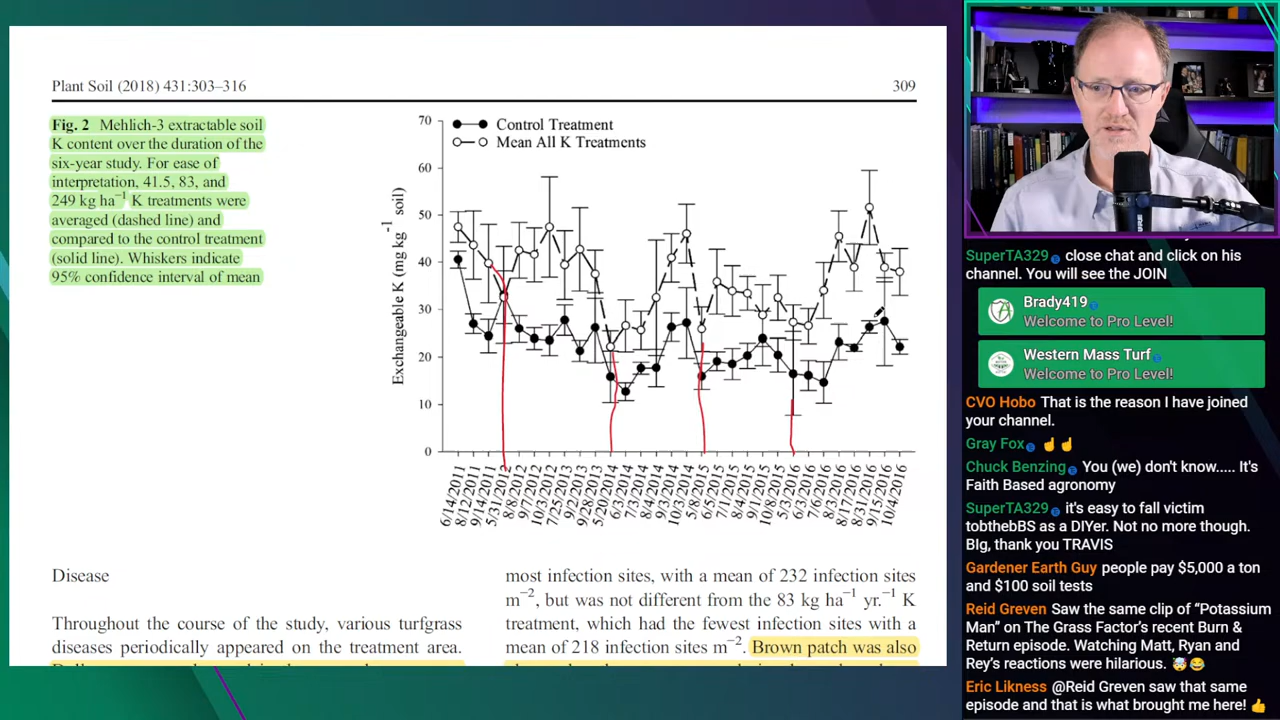 Plant Soil (2018) 431:303–316
309
Fig. 2 Mehlich-3 extractable soil
K content over the duration of the
six-year study. For ease of
interpretation, 41.5, 83, and
249 kg ha−1 K treatments were
averaged (dashed line) and
compared to the control treatment
(solid line). Whiskers indicate
95% confidence interval of mean
Control Treatment
Mean All K Treatments
Exchangeable K (mg kg-1 soil)
70
60
50
40
30
20
10
0
6/14/2011
8/12/2011
9/14/2011
5/31/2012
8/8/2012
9/7/2012
10/3/2012
7/25/2013
9/2/2013
9/28/2013
5/20/2014
6/3/2014
7/3/2014
8/4/2014
9/3/2014
10/3/2014
5/8/2015
6/5/2015
7/1/2015
8/4/2015
9/1/2015
10/8/2015
5/3/2016
6/3/2016
7/6/2016
8/3/2016
8/17/2016
8/31/2016
9/15/2016
10/4/2016
Disease
Throughout the course of the study, various turfgrass
diseases periodically appeared on the treatment area.
most infection sites, with a mean of 232 infection sites
m−2, but was not different from the 83 kg ha−1 yr.−1 K
treatment, which had the fewest infection sites with a
mean of 218 infection sites m−2. Brown patch was also
SuperTA329 close chat and click on his
channel. You will see the JOIN
Brady419
Welcome to Pro Level!
Western Mass Turf
Welcome to Pro Level!
CVO Hobo That is the reason I have joined
your channel.
Gray Fox ☝️☝️
Chuck Benzing You (we) don't know..... It's
Faith Based agronomy
SuperTA329 it's easy to fall victim
tobthebBS as a DIYer. Not no more though.
BIg, thank you TRAVIS
Gardener Earth Guy people pay $5,000 a ton
and $100 soil tests
Reid Greven Saw the same clip of “Potassium
Man” on The Grass Factor’s recent Burn &
Return episode. Watching Matt, Ryan and
Rey’s reactions were hilarious. 🤯😂
Eric Likness @Reid Greven saw that same
episode and that is what brought me here! 👍